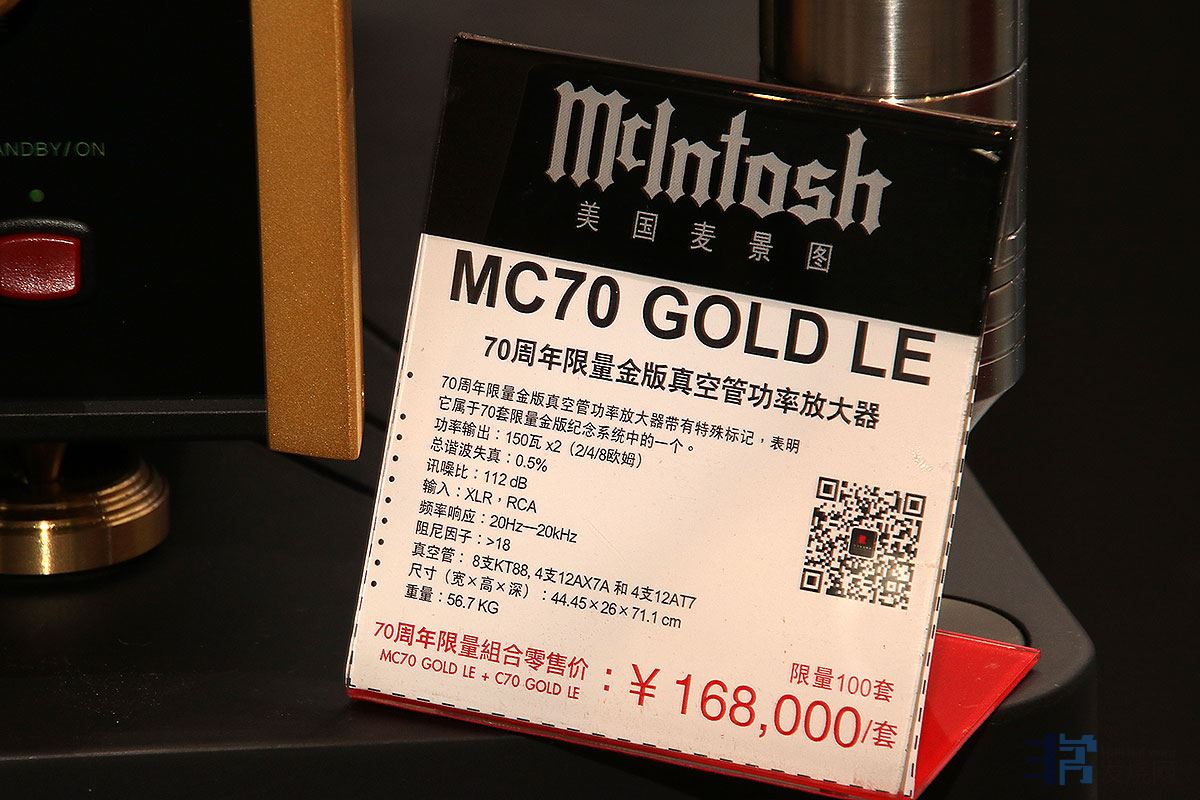 ANDBY/ON
McIntosh
美国麦景图
MC70 GOLD LE
70周年限量金版真空管功率放大器
70周年限量金版真空管功率放大器带有特殊标记，表明
它属于70套限量金版纪念系统中的一个。
功率输出：150瓦 x2（2/4/8欧姆）
总谐波失真：0.5%
讯噪比：112 dB
输入：XLR，RCA
频率响应：20Hz—20kHz
阻尼因子：>18
真空管： 8支KT88, 4支12AX7A 和 4支12AT7
尺寸（宽×高×深）：44.45×26×71.1 cm
重量：56.7 KG
70周年限量組合零售价
MC70 GOLD LE + C70 GOLD LE
：¥ 168,000/套
限量100套